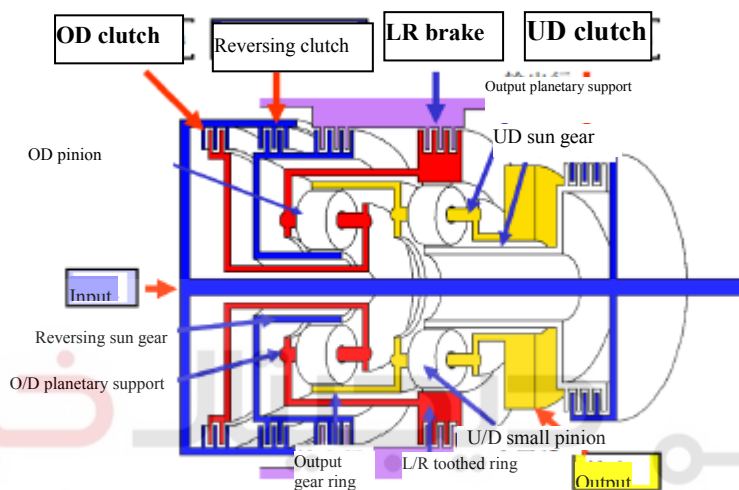 OD clutch
Reversing clutch
LR brake
UD clutch
Output planetary support
OD pinion
UD sun gear
Input
Reversing sun gear
O/D planetary support
U/D small pinion
Output
gear ring
L/R toothed ring
Output